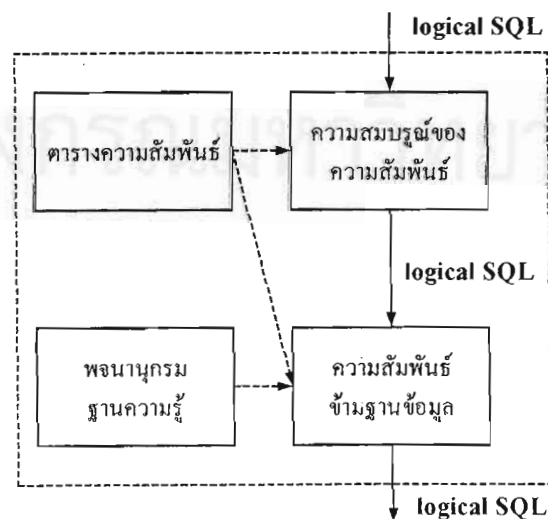 logical SQL
ตารางความสัมพันธ์
ความสมบรูณ์ของ
ความสัมพันธ์
logical SQL
พจนานุกรม
ฐานความรู้
ความสัมพันธ์
ข้ามฐานข้อมูล
logical SQL